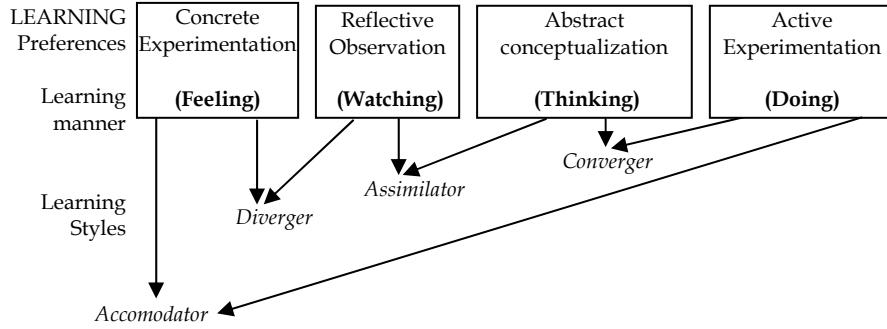 LEARNING
Preferences
Concrete
Experimentation
(Feeling)
Reflective
Observation
(Watching)
Abstract
conceptualization
(Thinking)
Active
Experimentation
(Doing)
Learning
manner
Converger
Assimilator
Learning
Styles
Diverger
Accomodator